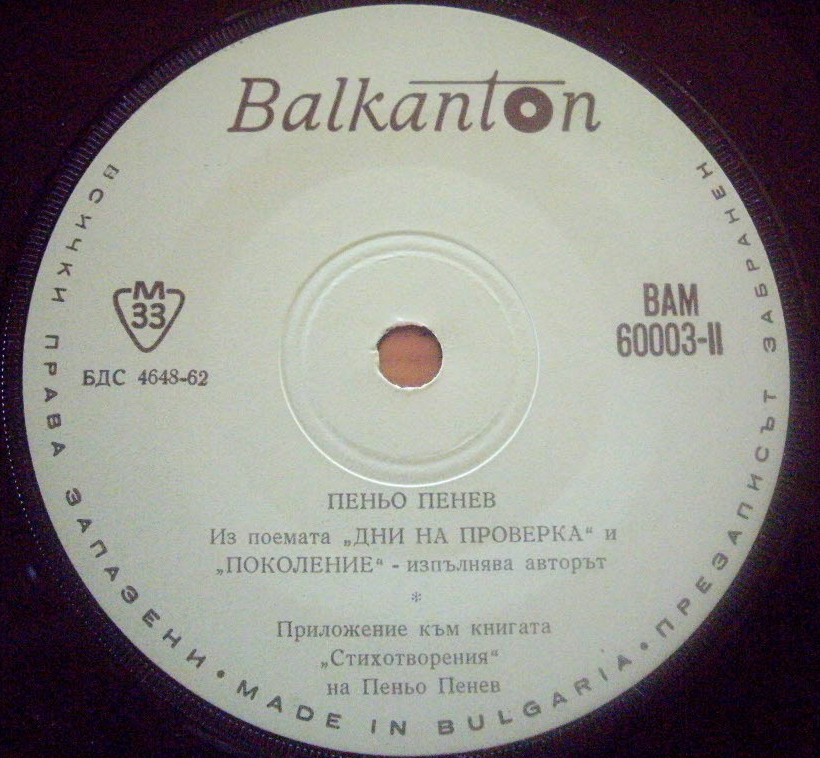 Balkanton
ВСИЧКИ ПРАВА ЗАПАЗЕНИ • MADE IN BULGARIA • ПРЕЗАПИСЪТ ЗАБРАНЕН
М
33
БДС 4648-62
ВАМ
60003-II
ПЕНЬО ПЕНЕВ
Из поемата „ДНИ НА ПРОВЕРКА“ и
„ПОКОЛЕНИЕ“ - изпълнява авторът
*
Приложение към книгата
„Стихотворения“
на Пеньо Пенев